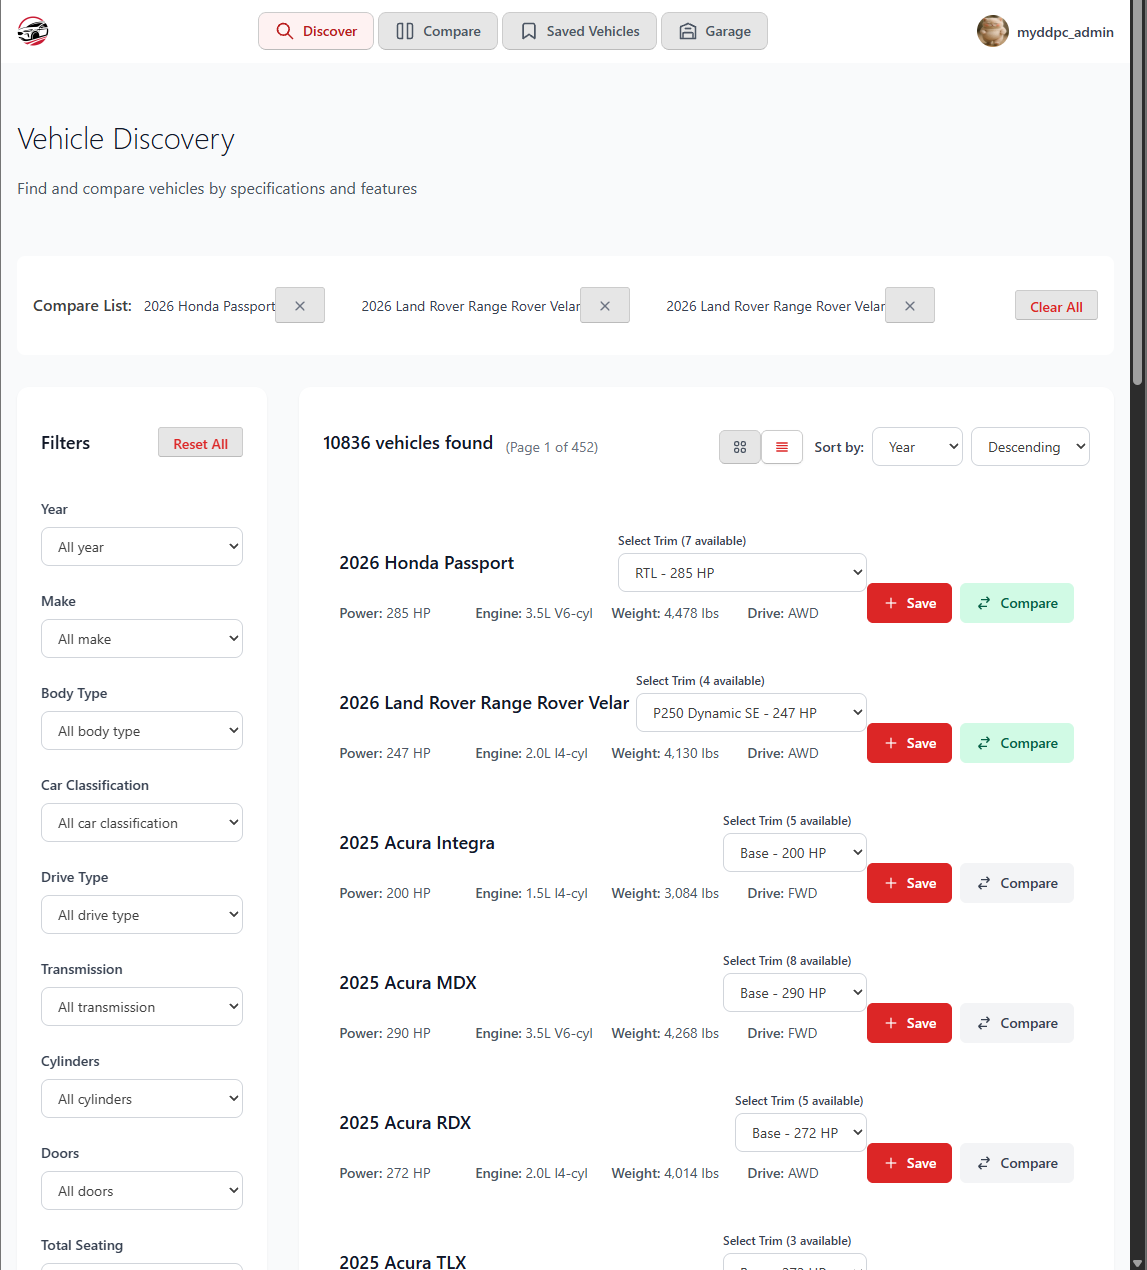 Discover
Compare
Saved Vehicles
Garage
myddpc_admin
Vehicle Discovery
Find and compare vehicles by specifications and features
Compare List:
2026 Honda Passport
2026 Land Rover Range Rover Velar
2026 Land Rover Range Rover Velar
Clear All
Filters
Reset All
Year
All year
Make
All make
Body Type
All body type
Car Classification
All car classification
Drive Type
All drive type
Transmission
All transmission
Cylinders
All cylinders
Doors
All doors
Total Seating
10836 vehicles found
(Page 1 of 452)
Sort by:
Year
Descending
2026 Honda Passport
Select Trim (7 available)
RTL - 285 HP
Power: 285 HP
Engine: 3.5L V6-cyl
Weight: 4,478 lbs
Drive: AWD
Save
Compare
2026 Land Rover Range Rover Velar
Select Trim (4 available)
P250 Dynamic SE - 247 HP
Power: 247 HP
Engine: 2.0L I4-cyl
Weight: 4,130 lbs
Drive: AWD
Save
Compare
2025 Acura Integra
Select Trim (5 available)
Base - 200 HP
Power: 200 HP
Engine: 1.5L I4-cyl
Weight: 3,084 lbs
Drive: FWD
Save
Compare
2025 Acura MDX
Select Trim (8 available)
Base - 290 HP
Power: 290 HP
Engine: 3.5L V6-cyl
Weight: 4,268 lbs
Drive: FWD
Save
Compare
2025 Acura RDX
Select Trim (5 available)
Base - 272 HP
Power: 272 HP
Engine: 2.0L I4-cyl
Weight: 4,014 lbs
Drive: AWD
Save
Compare
2025 Acura TLX
Select Trim (3 available)